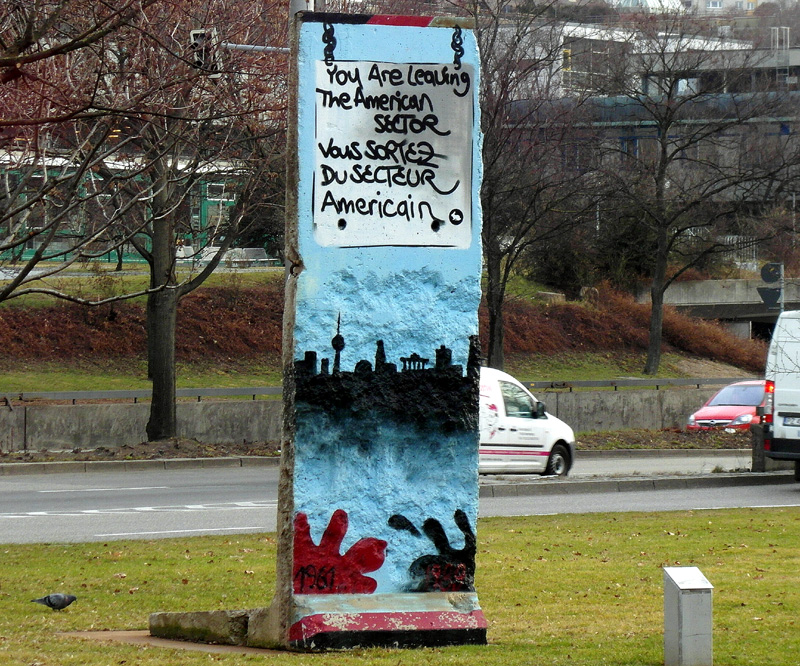 You Are Leaving
The American
SECTOR
Vous SORTEZ
DU SECTEUR
Americain
1961